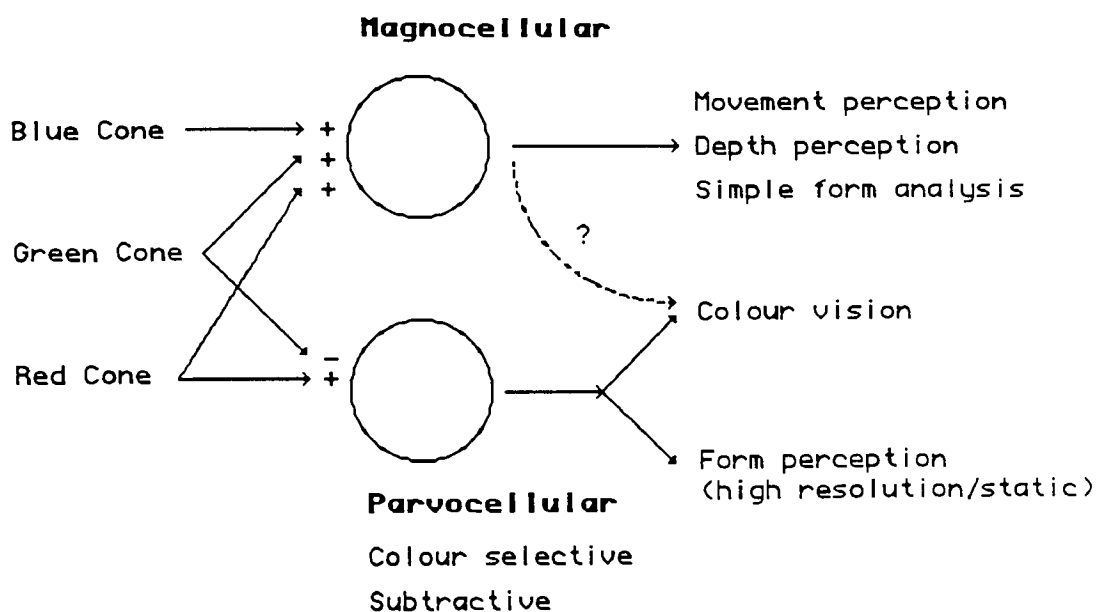 Magnocellular
Blue Cone
+
+
+
Movement perception
Depth perception
Simple form analysis
Green Cone
?
Colour vision
Red Cone
−
+
Form perception
(high resolution/static)
Parvocellular
Colour selective
Subtractive